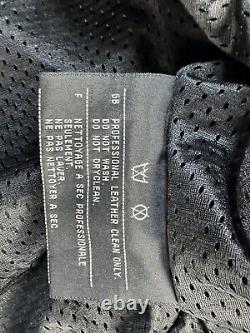 GB PROFESSIONAL LEATHER CLEAN ONLY.
DO NOT WASH
DO NOT DRYCLEAN.
F NETTOYAGE A SEC PROFESSIONALE
SEULEMENT
NE PAS LAVER
NE PAS NETTOYER A SEC